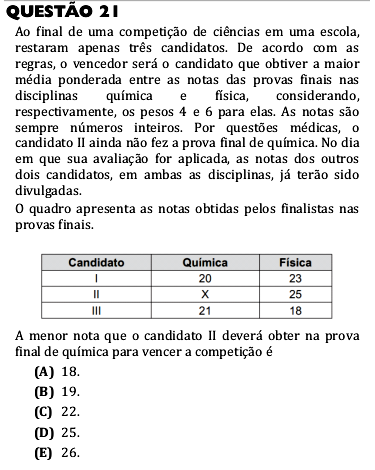 QUESTÃO 21
Ao final de uma competição de ciências em uma escola,
restaram apenas três candidatos. De acordo com as
regras, o vencedor será o candidato que obtiver a maior
média ponderada entre as notas das provas finais nas
disciplinas química e física, considerando,
respectivamente, os pesos 4 e 6 para elas. As notas são
sempre números inteiros. Por questões médicas, o
candidato II ainda não fez a prova final de química. No dia
em que sua avaliação for aplicada, as notas dos outros
dois candidatos, em ambas as disciplinas, já terão sido
divulgadas.
O quadro apresenta as notas obtidas pelos finalistas nas
provas finais.
Candidato Química Física
I 20 23
II X 25
III 21 18
A menor nota que o candidato II deverá obter na prova
final de química para vencer a competição é
(A) 18.
(B) 19.
(C) 22.
(D) 25.
(E) 26.